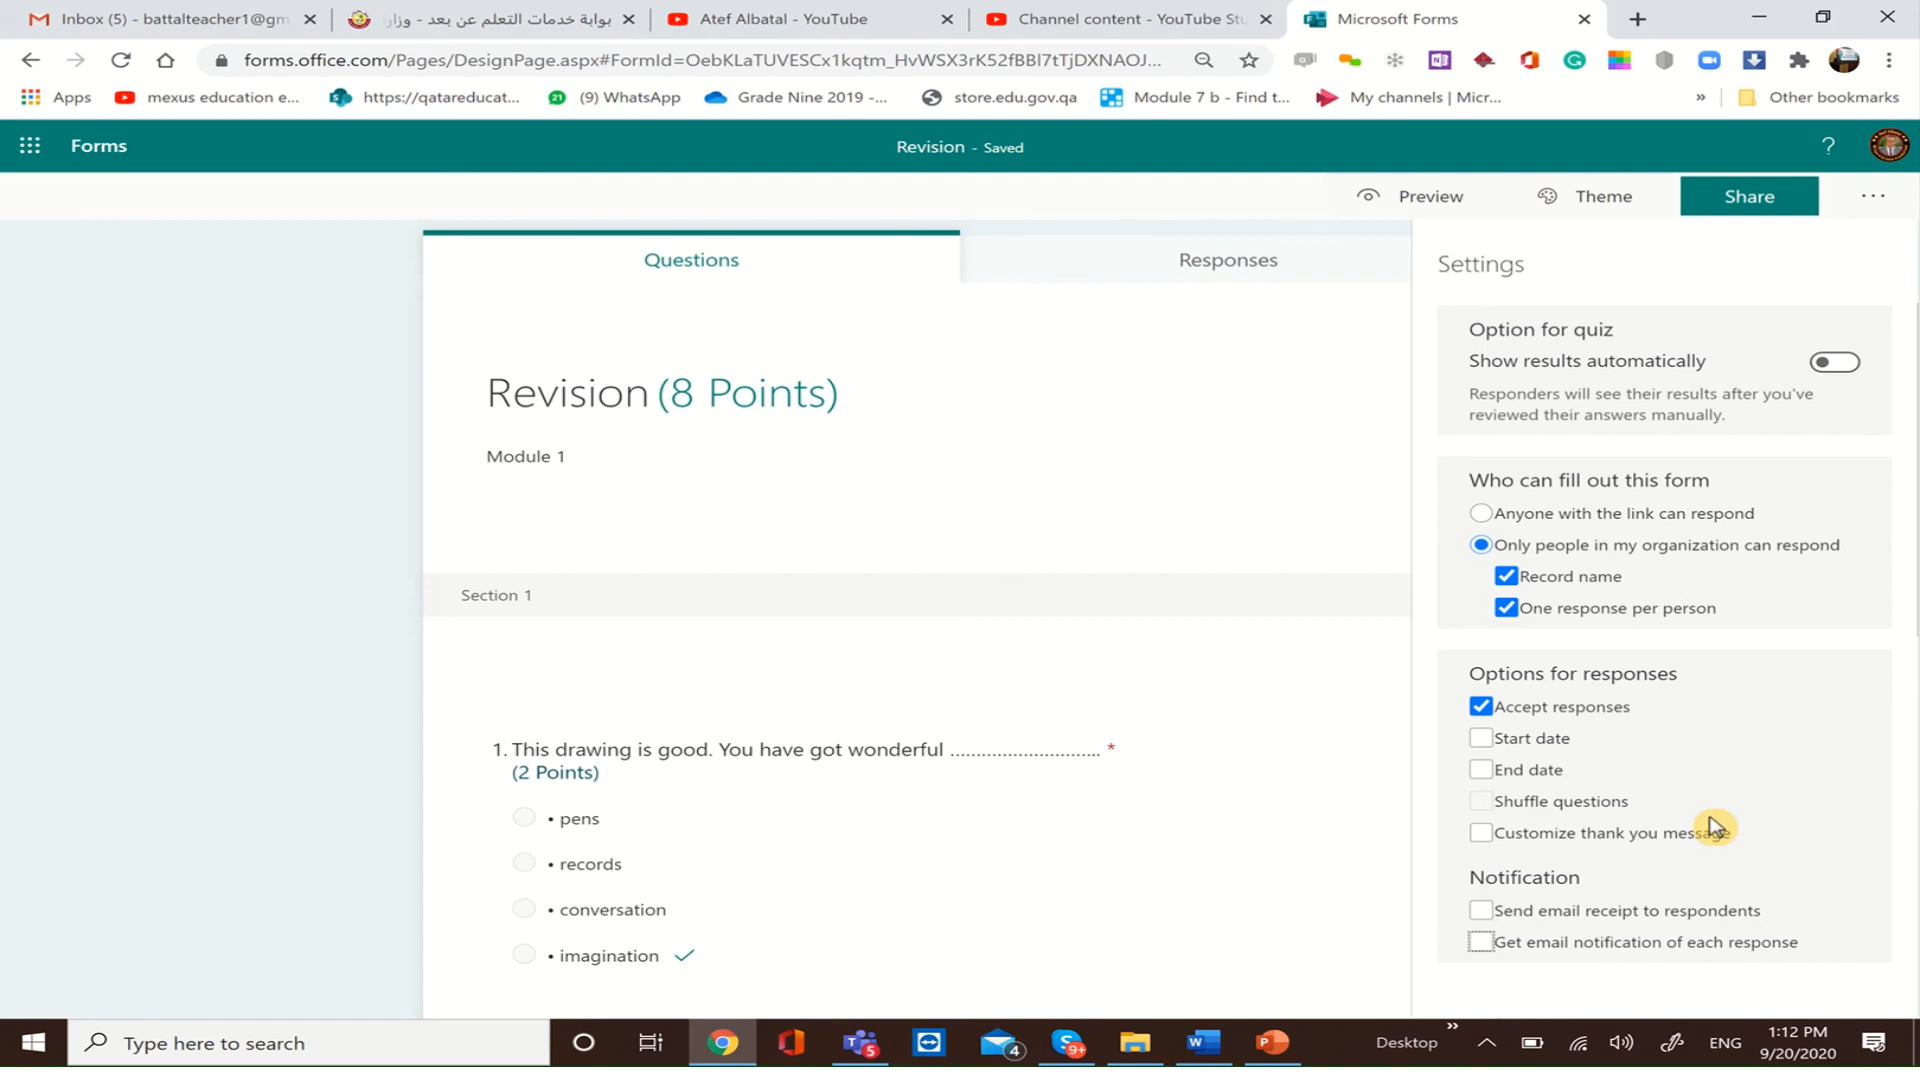 Inbox (5) - battalteacher1@gm
بوابة خدمات التعلم عن بعد - وزار
Atef Albatal - YouTube
Channel content - YouTube Stu
Microsoft Forms
forms.office.com/Pages/DesignPage.aspx#FormId=OebKLaTUVESCx1kqtm_HvWSX3rK52fBBl7tTjDXNAOJ...
Apps
mexus education e...
https://qatareducat...
(9) WhatsApp
Grade Nine 2019 -...
store.edu.gov.qa
Module 7 b - Find t...
My channels | Micr...
»
Other bookmarks
Forms
Revision - Saved
?
Preview
Theme
Share
...
Questions
Responses
Revision (8 Points)
Module 1
Section 1
1. This drawing is good. You have got wonderful ............................ *
(2 Points)
• pens
• records
• conversation
• imagination
Settings
Option for quiz
Show results automatically
Responders will see their results after you've
reviewed their answers manually.
Who can fill out this form
Anyone with the link can respond
Only people in my organization can respond
Record name
One response per person
Options for responses
Accept responses
Start date
End date
Shuffle questions
Customize thank you message
Notification
Send email receipt to respondents
Get email notification of each response
Type here to search
5
4
9+
Desktop
»
ENG
1:12 PM
9/20/2020